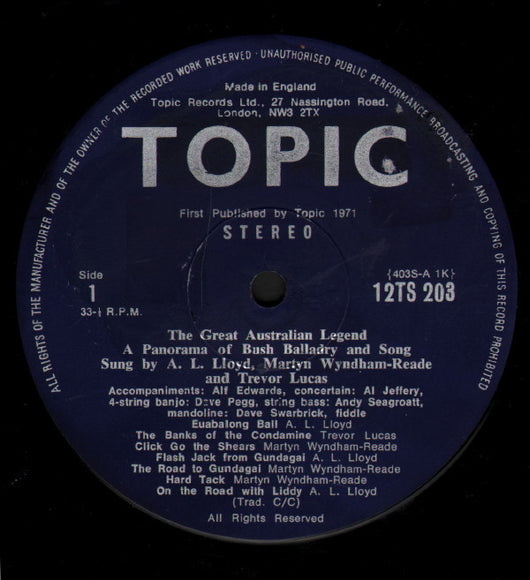 ALL RIGHTS OF THE MANUFACTURER AND OF THE OWNER OF THE RECORDED WORK RESERVED · UNAUTHORISED PUBLIC PERFORMANCE BROADCASTING AND COPYING OF THIS RECORD PROHIBITED
Made in England
Topic Records Ltd., 27 Nassington Road,
London, NW3 2TX
TOPIC
First Published by Topic 1971
STEREO
Side
1
33-⅓ R.P.M.
{403S-A 1K}
12TS 203
The Great Australian Legend
A Panorama of Bush Balladry and Song
Sung by A. L. Lloyd, Martyn Wyndham-Reade
and Trevor Lucas
Accompaniments: Alf Edwards, concertain: Al Jeffery,
4-string banjo: Dave Pegg, string bass: Andy Seagroatt,
mandoline: Dave Swarbrick, fiddle
Euabalong Ball A. L. Lloyd
The Banks of the Condamine Trevor Lucas
Click Go the Shears Martyn Wyndham-Reade
Flash Jack from Gundagai A. L. Lloyd
The Road to Gundagai Martyn Wyndham-Reade
Hard Tack Martyn Wyndham-Reade
On the Road with Liddy A. L. Lloyd
(Trad. C/C)
All Rights Reserved